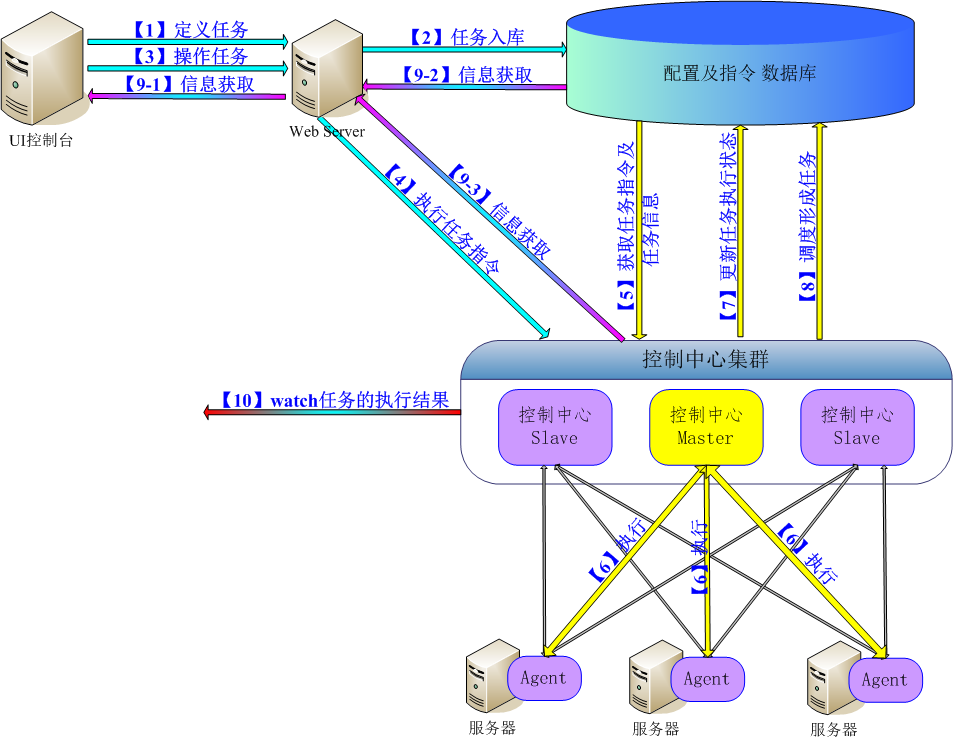 【1】定义任务
【3】操作任务
【9-1】信息获取
UI控制台
Web Server
【2】任务入库
【9-2】信息获取
配置及指令 数据库
【4】执行任务指令
【9-3】信息获取
【5】获取任务指令及
任务信息
【7】更新任务执行状态
【8】调度形成任务
控制中心集群
【10】watch任务的执行结果
控制中心
Slave
控制中心
Master
控制中心
Slave
【6】执行
【6】执行
【6】执行
Agent
服务器
Agent
服务器
Agent
服务器